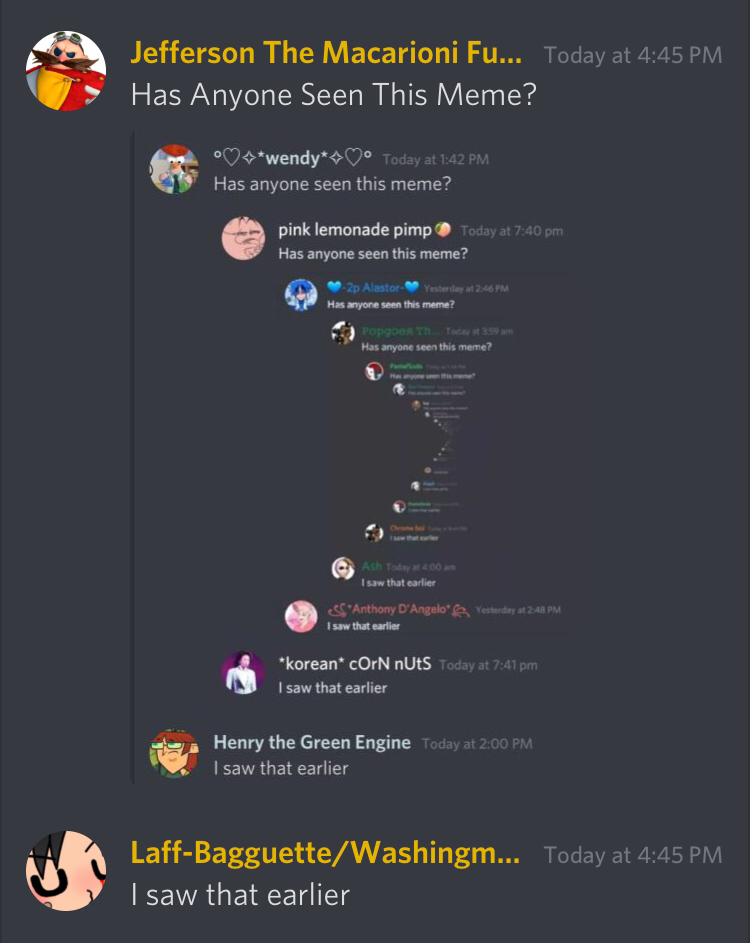 Jefferson The Macarioni Fu... Today at 4:45 PM
Has Anyone Seen This Meme?
°♡✧*wendy*✧♡° Today at 1:42 PM
Has anyone seen this meme?
pink lemonade pimp🍑 Today at 7:40 pm
Has anyone seen this meme?
💙-2p Alastor-💙 Yesterday at 2:46 PM
Has anyone seen this meme?
Popgoes Th... Today at 3:59 am
Has anyone seen this meme?
Has anyone seen this meme?
Chrome boi
I saw that earlier
Ash Today at 4:00 am
I saw that earlier
*Anthony D'Angelo* Yesterday at 2:48 PM
I saw that earlier
*korean* cOrN nUtS Today at 7:41 pm
I saw that earlier
Henry the Green Engine Today at 2:00 PM
I saw that earlier
Laff-Bagguette/Washingm... Today at 4:45 PM
I saw that earlier